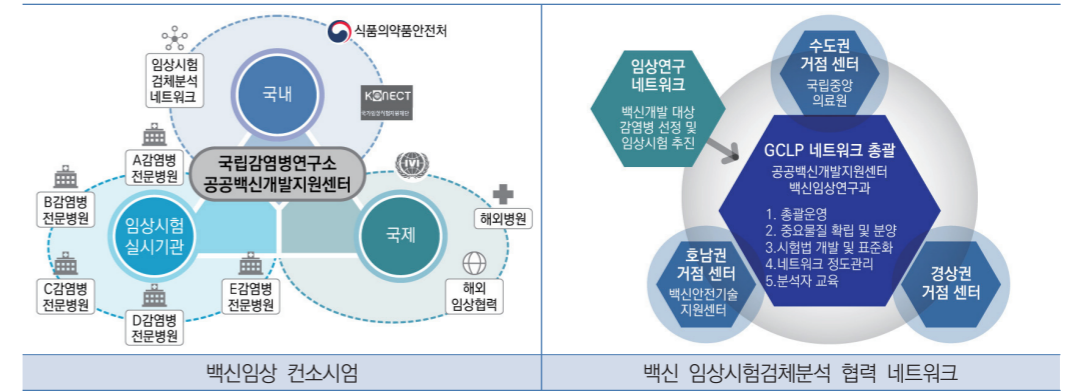 식품의약품안전처
임상시험
검체분석
네트워크
국내
KONECT
국가임상시험지원재단
A감염병
전문병원
국립감염병연구소
공공백신개발지원센터
IVI
B감염병
전문병원
임상시험
실시기관
국제
해외병원
C감염병
전문병원
E감염병
전문병원
D감염병
전문병원
해외
임상협력
백신임상 컨소시엄
임상연구
네트워크
백신개발 대상
감염병 선정 및
임상시험 추진
수도권
거점 센터
국립중앙
의료원
GCLP 네트워크 총괄
공공백신개발지원센터
백신임상연구과
1. 총괄운영
2. 중요물질 확립 및 분양
3.시험법 개발 및 표준화
4.네트워크 정도관리
5.분석자 교육
호남권
거점 센터
백신안전기술
지원센터
경상권
거점 센터
백신 임상시험검체분석 협력 네트워크